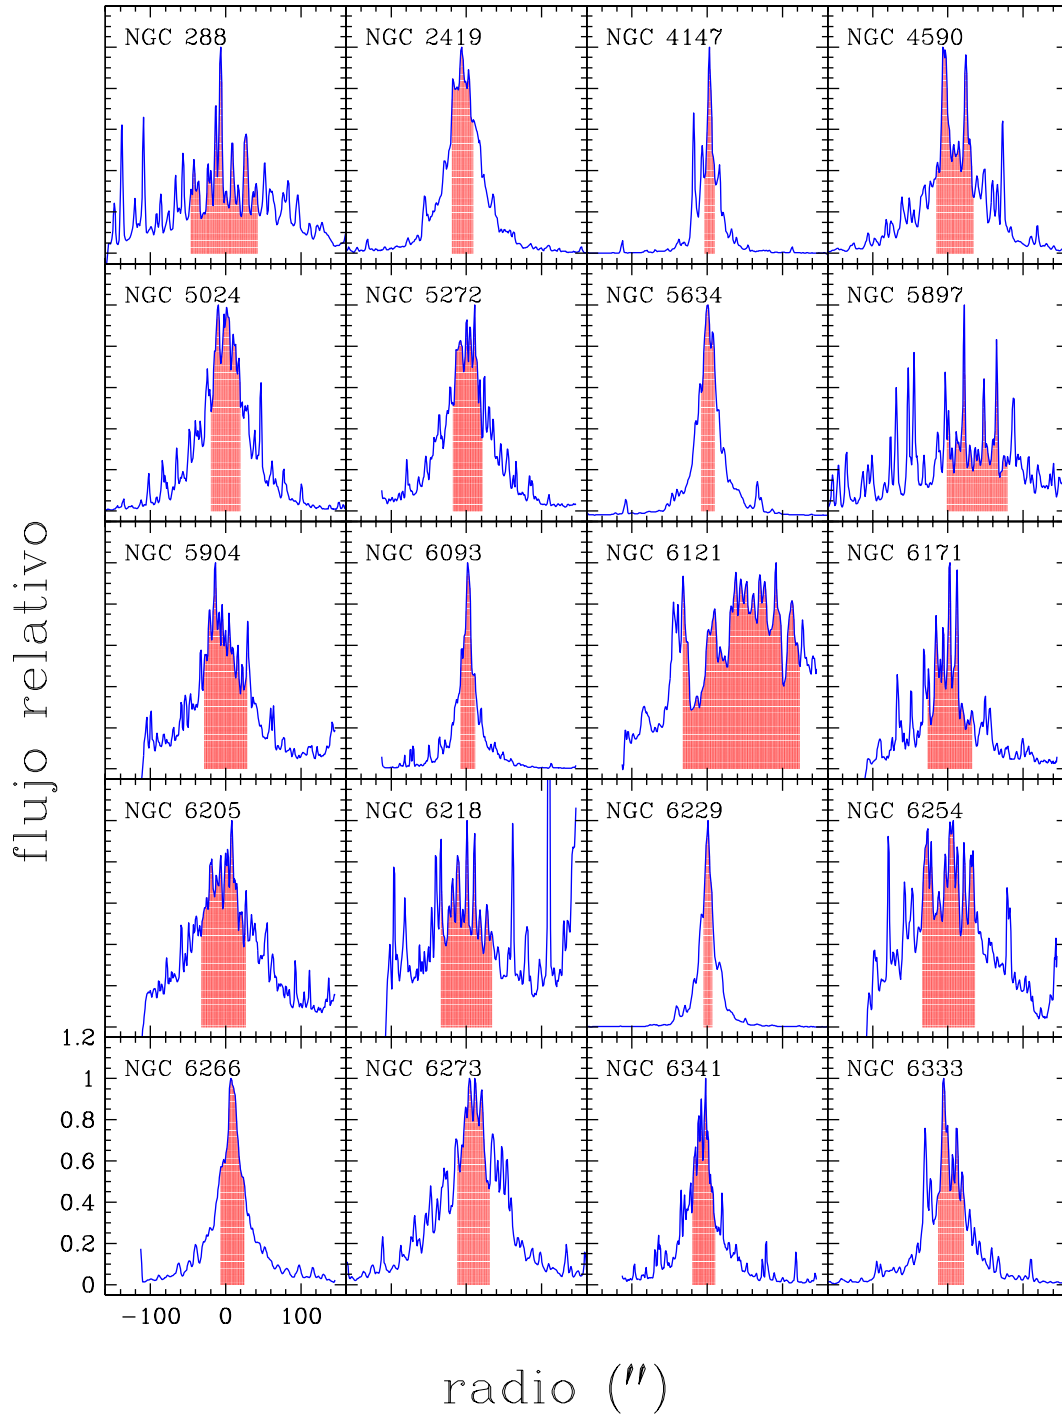 NGC 288 NGC 2419 NGC 4147 NGC 4590
NGC 5024 NGC 5272 NGC 5634 NGC 5897
NGC 5904 NGC 6093 NGC 6121 NGC 6171
NGC 6205 NGC 6218 NGC 6229 NGC 6254
1.2
NGC 6266 NGC 6273 NGC 6341 NGC 6333
1
0.8
0.6
0.4
0.2
0
−100 0 100
flujo relativo
radio (″)